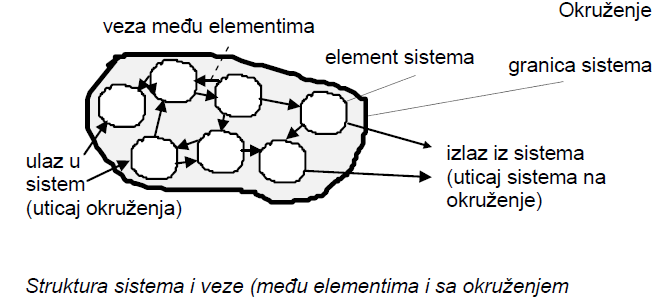 Okruženje
veza među elementima
element sistema
granica sistema
ulaz u
sistem
(uticaj okruženja)
izlaz iz sistema
(uticaj sistema na
okruženje)
Struktura sistema i veze (među elementima i sa okruženjem